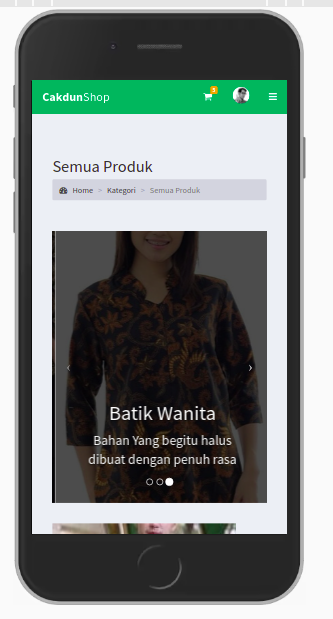 CakdunShop
3
Semua Produk
Home > Kategori > Semua Produk
Batik Wanita
Bahan Yang begitu halus
dibuat dengan penuh rasa